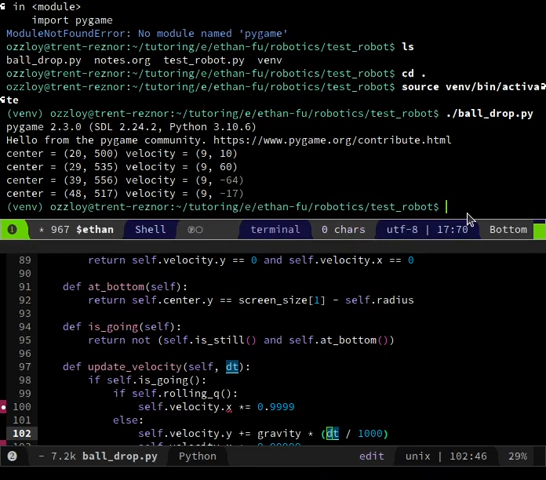 in <module>
import pygame
ModuleNotFoundError: No module named 'pygame'
ozzloy@trent-reznor:~/tutoring/e/ethan-fu/robotics/test_robot$ ls
ball_drop.py notes.org test_robot.py venv
ozzloy@trent-reznor:~/tutoring/e/ethan-fu/robotics/test_robot$ cd .
ozzloy@trent-reznor:~/tutoring/e/ethan-fu/robotics/test_robot$ source venv/bin/activa
te
(venv) ozzloy@trent-reznor:~/tutoring/e/ethan-fu/robotics/test_robot$ ./ball_drop.py
pygame 2.3.0 (SDL 2.24.2, Python 3.10.6)
Hello from the pygame community. https://www.pygame.org/contribute.html
center = (20, 500) velocity = (9, 10)
center = (29, 535) velocity = (9, 60)
center = (39, 556) velocity = (9, -64)
center = (48, 517) velocity = (9, -17)
(venv) ozzloy@trent-reznor:~/tutoring/e/ethan-fu/robotics/test_robot$
1 * 967 $ethan Shell terminal 0 chars utf-8 | 17:70 Bottom
89 return self.velocity.y == 0 and self.velocity.x == 0
90
91 def at_bottom(self):
92 return self.center.y == screen_size[1] - self.radius
93
94 def is_going(self):
95 return not (self.is_still() and self.at_bottom())
96
97 def update_velocity(self, dt):
98 if self.is_going():
99 if self.rolling_q():
100 self.velocity.x *= 0.9999
101 else:
102 self.velocity.y += gravity * (dt / 1000)
2 - 7.2k ball_drop.py Python edit unix | 102:46 29%